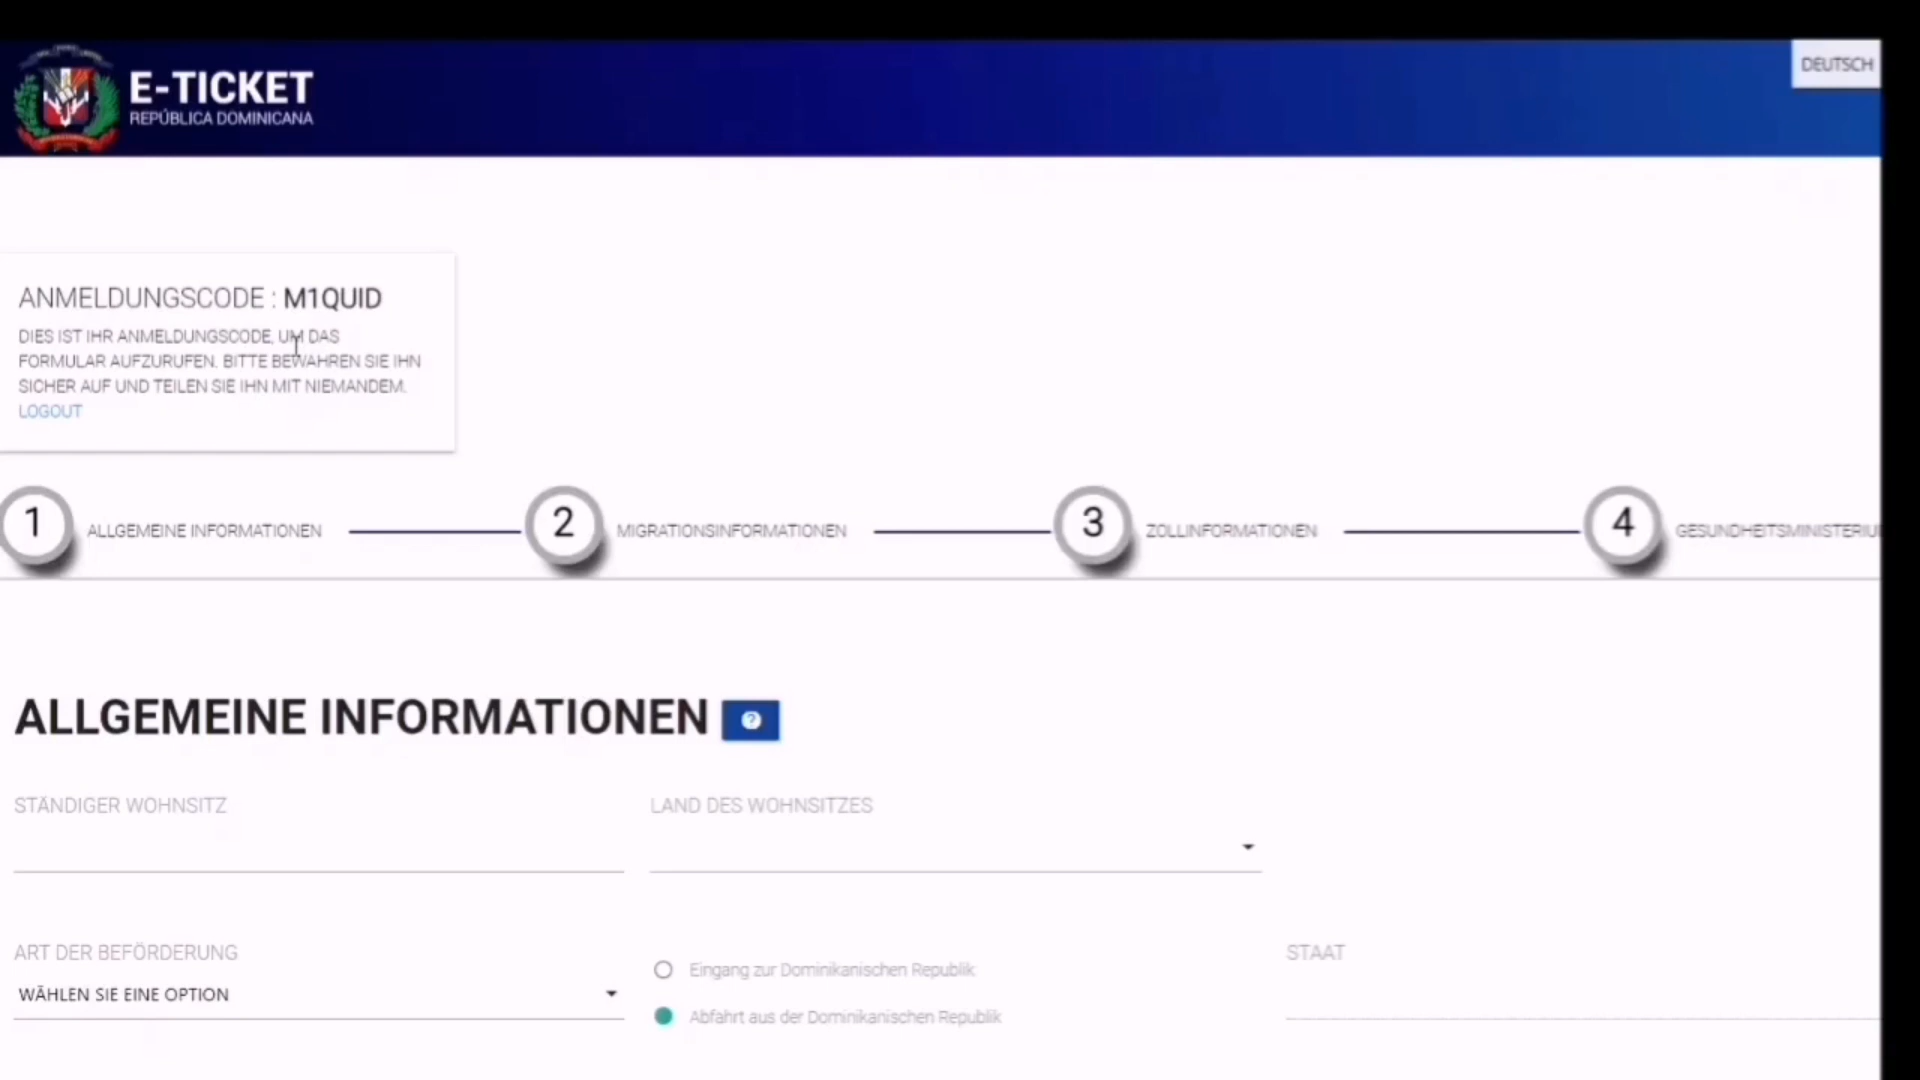 E-TICKET
REPÚBLICA DOMINICANA
DEUTSCH
ANMELDUNGSCODE : M1QUID
DIES IST IHR ANMELDUNGSCODE, UM DAS
FORMULAR AUFZURUFEN. BITTE BEWAHREN SIE IHN
SICHER AUF UND TEILEN SIE IHN MIT NIEMANDEM.
LOGOUT
1 ALLGEMEINE INFORMATIONEN 2 MIGRATIONSINFORMATIONEN 3 ZOLLINFORMATIONEN 4 GESUNDHEITSMINISTERIU
ALLGEMEINE INFORMATIONEN ?
STÄNDIGER WOHNSITZ LAND DES WOHNSITZES
ART DER BEFÖRDERUNG STAAT
Eingang zur Dominikanischen Republik
WÄHLEN SIE EINE OPTION
Abfahrt aus der Dominikanischen Republik